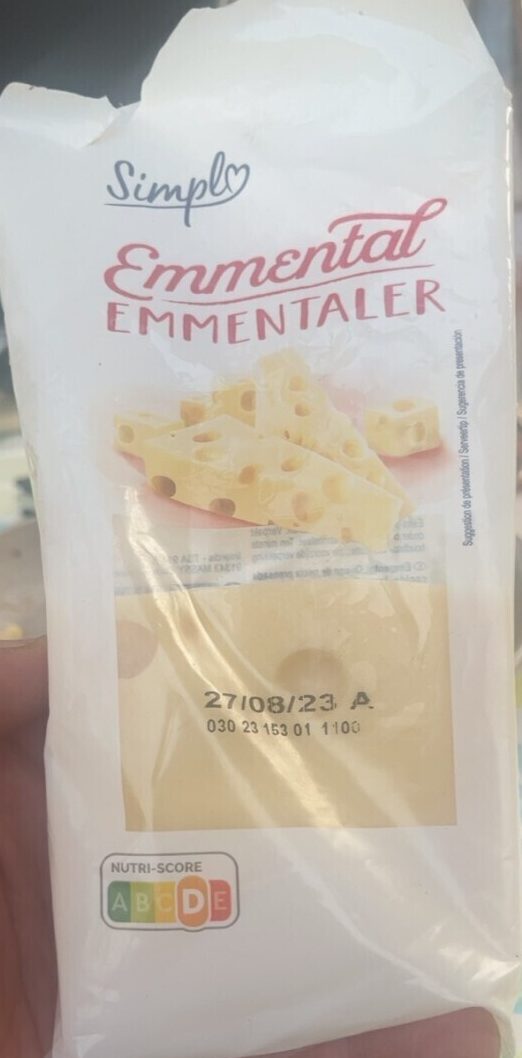 Simpl
Emmental
EMMENTALER
Suggestion de présentation / Serveertip / Sugerencia de presentación
27/08/23 A
030 23 153 01 1100
NUTRI-SCORE
A B C D E